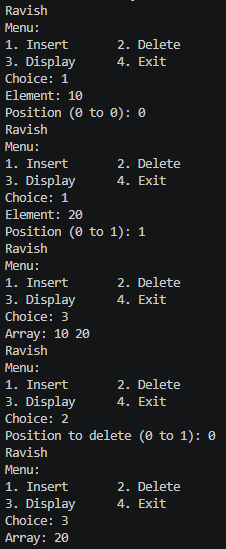 Ravish
Menu:
1. Insert 2. Delete
3. Display 4. Exit
Choice: 1
Element: 10
Position (0 to 0): 0
Ravish
Menu:
1. Insert 2. Delete
3. Display 4. Exit
Choice: 1
Element: 20
Position (0 to 1): 1
Ravish
Menu:
1. Insert 2. Delete
3. Display 4. Exit
Choice: 3
Array: 10 20
Ravish
Menu:
1. Insert 2. Delete
3. Display 4. Exit
Choice: 2
Position to delete (0 to 1): 0
Ravish
Menu:
1. Insert 2. Delete
3. Display 4. Exit
Choice: 3
Array: 20